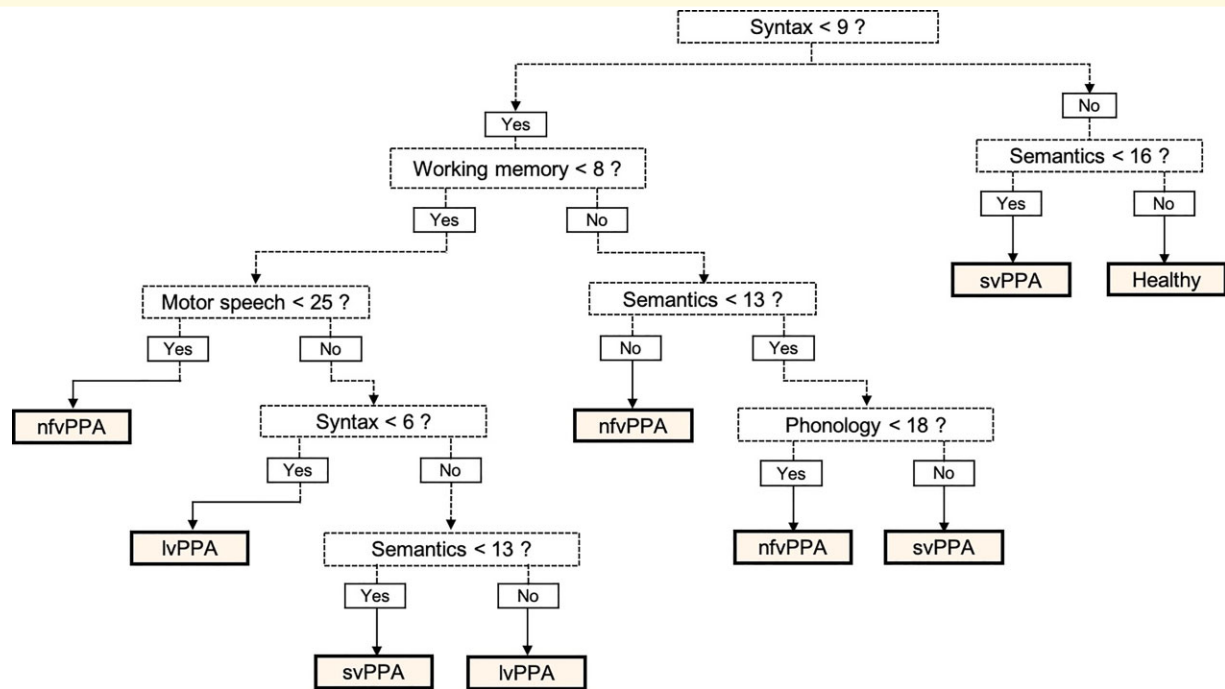 Syntax < 9 ?
Yes
No
Working memory < 8 ?
Semantics < 16 ?
Yes
No
Yes
No
Motor speech < 25 ?
Semantics < 13 ?
svPPA
Healthy
Yes
No
No
Yes
nfvPPA
Syntax < 6 ?
nfvPPA
Phonology < 18 ?
Yes
No
Yes
No
lvPPA
Semantics < 13 ?
nfvPPA
svPPA
Yes
No
svPPA
lvPPA